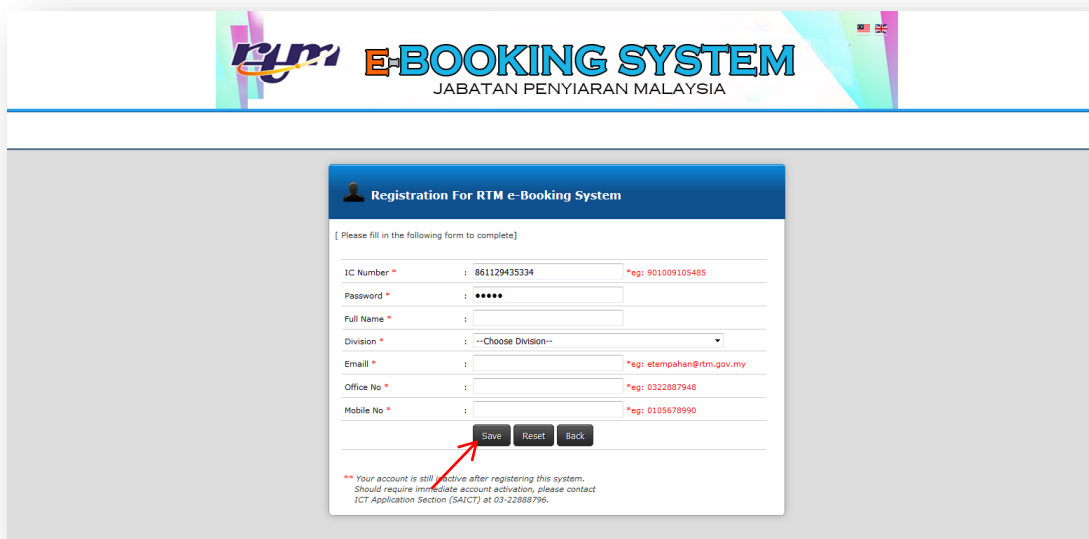 rtm E-BOOKING SYSTEM
JABATAN PENYIARAN MALAYSIA
Registration For RTM e-Booking System
[ Please fill in the following form to complete]
IC Number * : 861129435334 *eg: 901009105485
Password * : •••••
Full Name * :
Division * : --Choose Division--
Emaill * : *eg: etempahan@rtm.gov.my
Office No * : *eg: 0322887948
Mobile No * : *eg: 0105678990
Save Reset Back
** Your account is still inactive after registering this system.
Should require immediate account activation, please contact
ICT Application Section (SAICT) at 03-22888796.